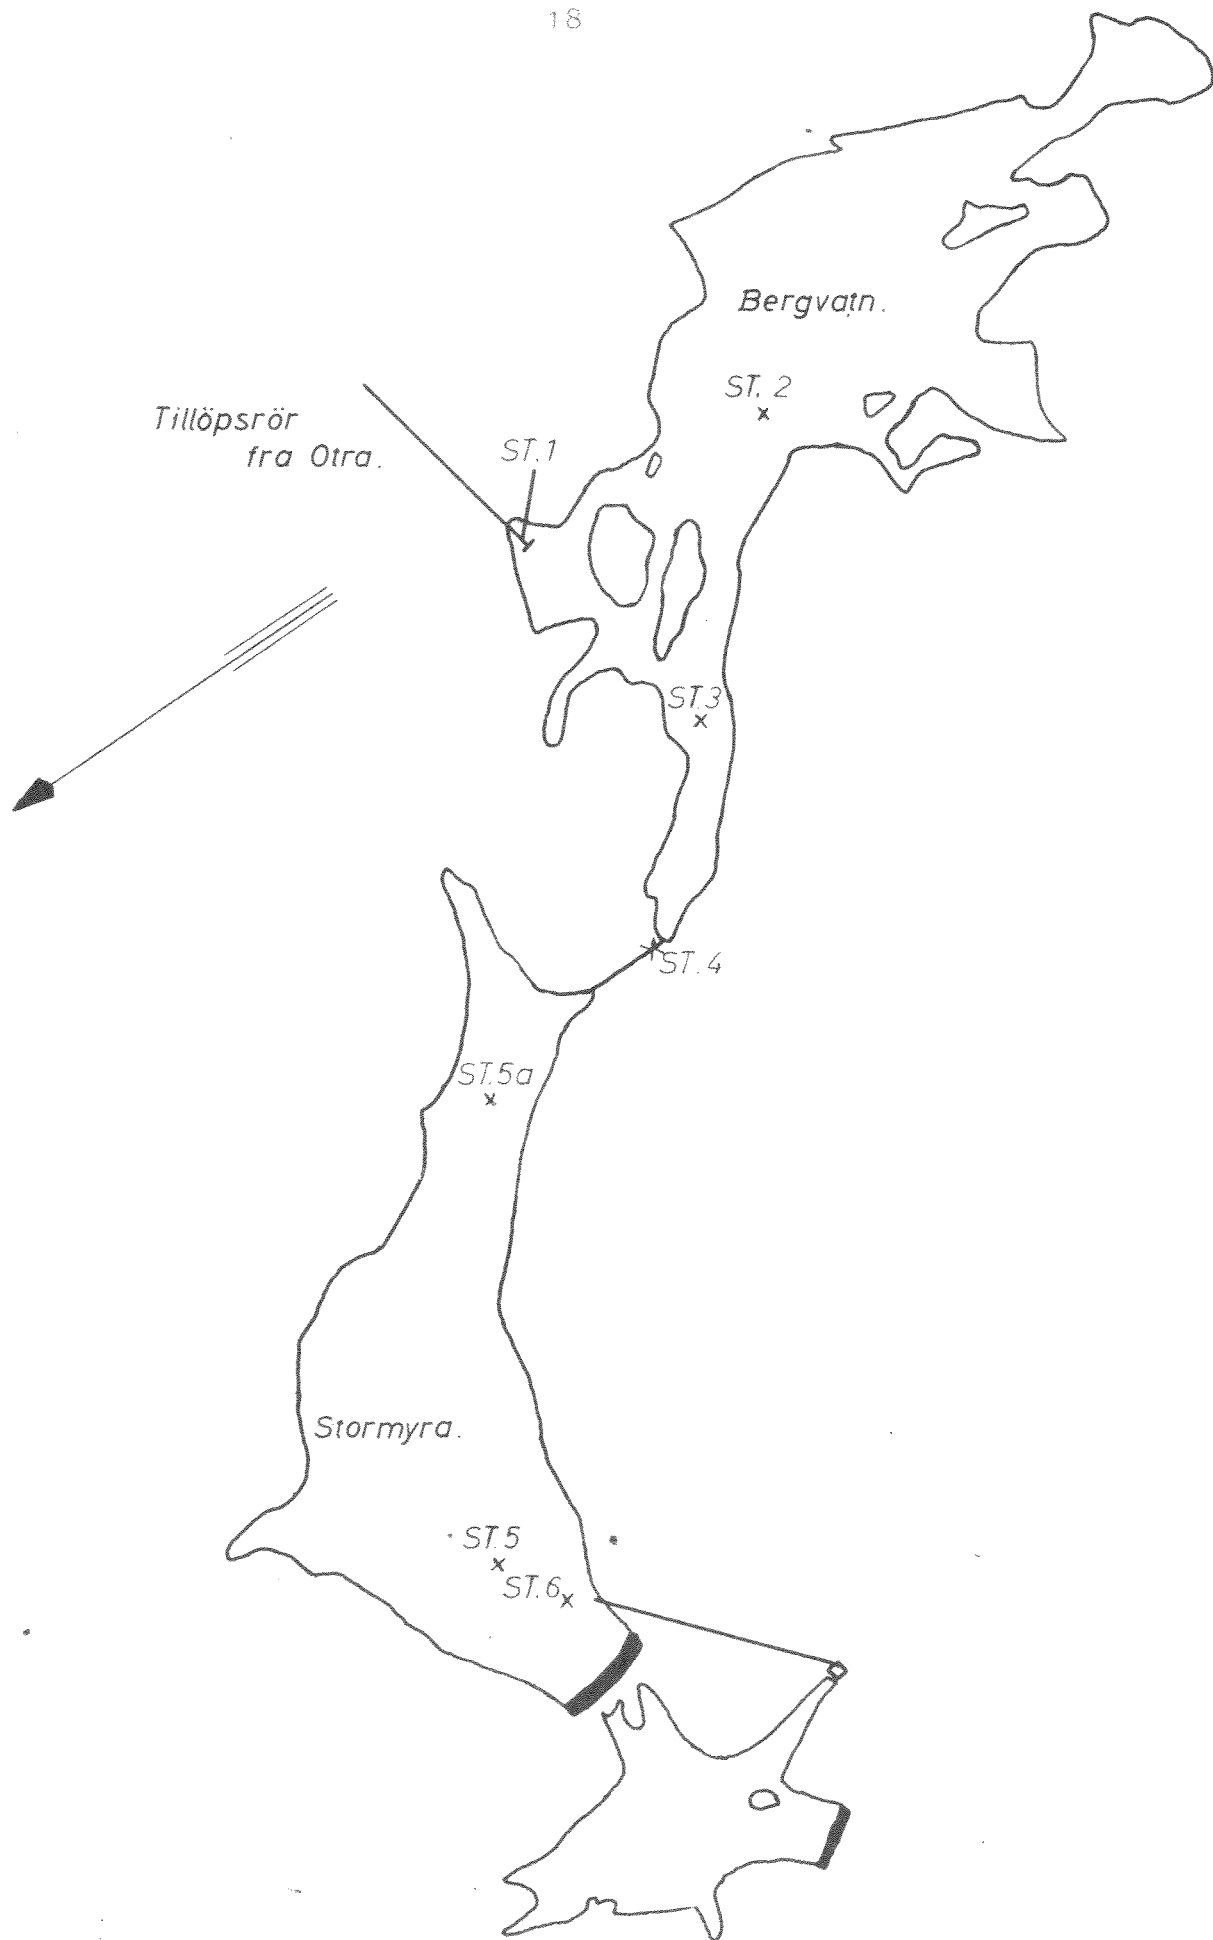 18
Bergvatn.
ST. 2
Tillöpsrör
fra Otra.
ST.1
ST.3
ST.4
ST.5a
Stormyra.
ST.5
ST.6